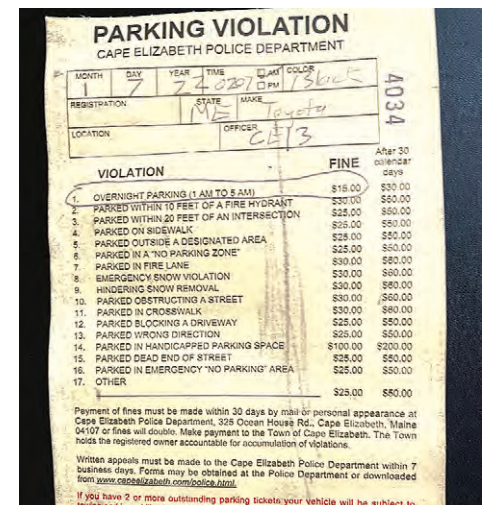 PARKING VIOLATION
CAPE ELIZABETH POLICE DEPARTMENT
MONTH DAY YEAR TIME AM PM COLOR
1 7 22 0207 Black
REGISTRATION STATE MAKE
ME Toyota
LOCATION OFFICER
CE13
4034
VIOLATION FINE After 30 calendar days
1. OVERNIGHT PARKING (1 AM TO 5 AM) $15.00 $30.00
2. PARKED WITHIN 10 FEET OF A FIRE HYDRANT $30.00 $60.00
3. PARKED WITHIN 20 FEET OF AN INTERSECTION $25.00 $50.00
4. PARKED ON SIDEWALK $25.00 $50.00
5. PARKED OUTSIDE A DESIGNATED AREA $25.00 $50.00
6. PARKED IN A "NO PARKING ZONE" $25.00 $50.00
7. PARKED IN FIRE LANE $30.00 $60.00
8. EMERGENCY SNOW VIOLATION $30.00 $60.00
9. HINDERING SNOW REMOVAL $30.00 $60.00
10. PARKED OBSTRUCTING A STREET $30.00 $60.00
11. PARKED IN CROSSWALK $30.00 $60.00
12. PARKED BLOCKING A DRIVEWAY $25.00 $50.00
13. PARKED WRONG DIRECTION $25.00 $50.00
14. PARKED IN HANDICAPPED PARKING SPACE $100.00 $200.00
15. PARKED DEAD END OF STREET $25.00 $50.00
16. PARKED IN EMERGENCY "NO PARKING" AREA $25.00 $50.00
17. OTHER
$25.00 $50.00
Payment of fines must be made within 30 days by mail or personal appearance at
Cape Elizabeth Police Department, 325 Ocean House Rd., Cape Elizabeth, Maine
04107 or fines will double. Make payment to the Town of Cape Elizabeth. The Town
holds the registered owner accountable for accumulation of violations.
Written appeals must be made to the Cape Elizabeth Police Department within 7
business days. Forms may be obtained at the Police Department or downloaded
from www.capeelizabeth.com/police.html.
If you have 2 or more outstanding parking tickets your vehicle will be subject to